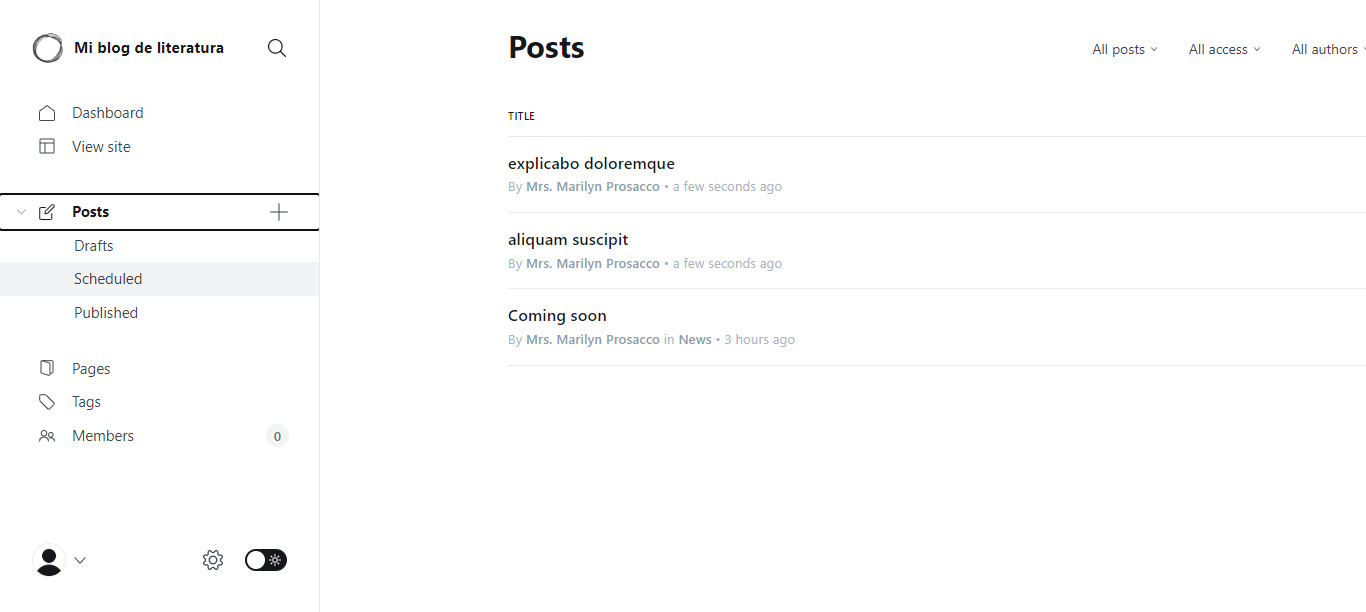 Mi blog de literatura
Dashboard
View site
Posts
Drafts
Scheduled
Published
Pages
Tags
Members 0
Posts
All posts All access All authors
TITLE
explicabo doloremque
By Mrs. Marilyn Prosacco • a few seconds ago
aliquam suscipit
By Mrs. Marilyn Prosacco • a few seconds ago
Coming soon
By Mrs. Marilyn Prosacco in News • 3 hours ago